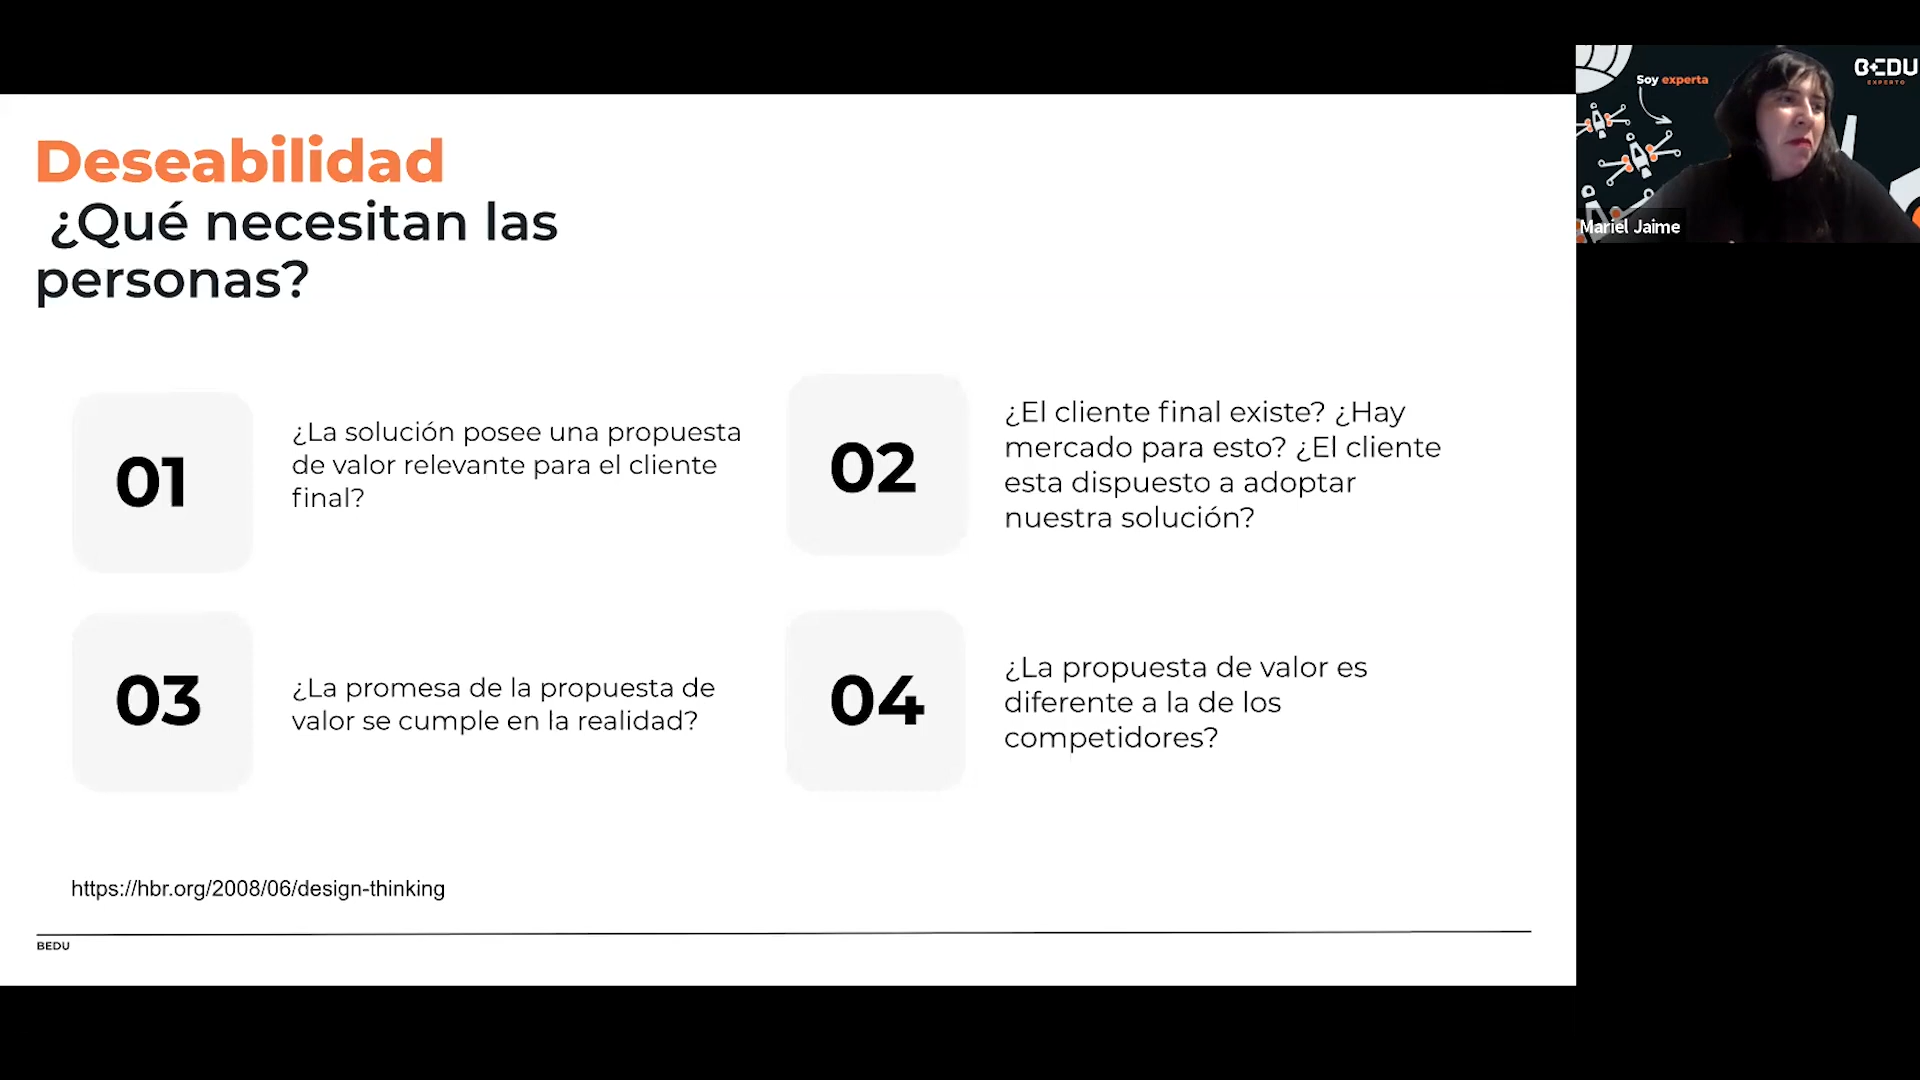 Deseabilidad
¿Qué necesitan las
personas?
01
¿La solución posee una propuesta
de valor relevante para el cliente
final?
02
¿El cliente final existe? ¿Hay
mercado para esto? ¿El cliente
esta dispuesto a adoptar
nuestra solución?
03
¿La promesa de la propuesta de
valor se cumple en la realidad?
04
¿La propuesta de valor es
diferente a la de los
competidores?
https://hbr.org/2008/06/design-thinking
BEDU
Soy experta
BEDU
EXPERTO
Mariel Jaime